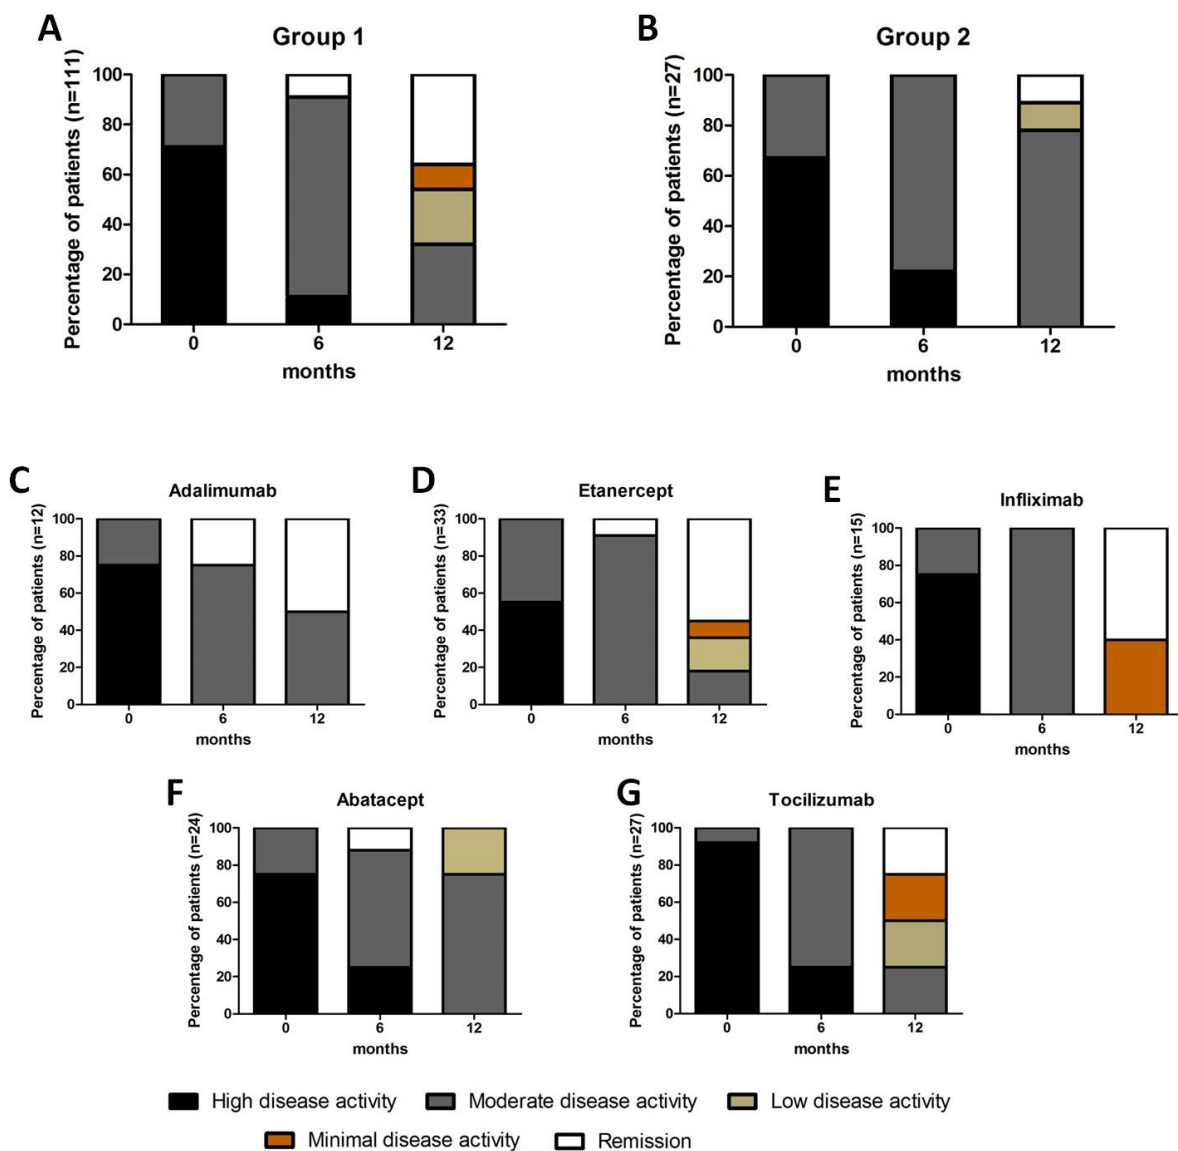 A
Group 1
Percentage of patients (n=111)
100
80
60
40
20
0
0 6 12
months
B
Group 2
Percentage of patients (n=27)
100
80
60
40
20
0
0 6 12
months
C
Adalimumab
Percentage of patients (n=12)
100
80
60
40
20
0
0 6 12
months
D
Etanercept
Percentage of patients (n=33)
100
80
60
40
20
0
0 6 12
months
E
Infliximab
Percentage of patients (n=15)
100
80
60
40
20
0
0 6 12
months
F
Abatacept
Percentage of patients (n=24)
100
80
60
40
20
0
0 6 12
months
G
Tocilizumab
Percentage of patients (n=27)
100
80
60
40
20
0
0 6 12
months
High disease activity Moderate disease activity Low disease activity
Minimal disease activity Remission